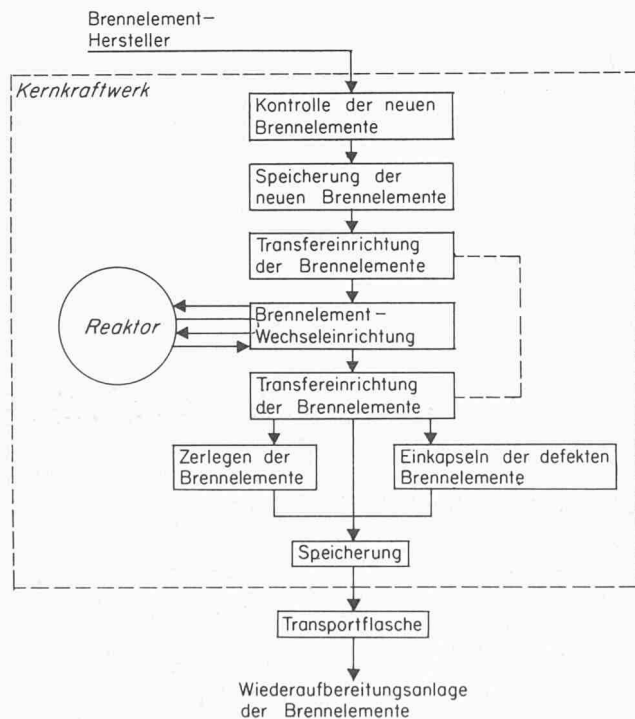 Brennelement-
Hersteller
Kernkraftwerk
Kontrolle der neuen
Brennelemente
Speicherung der
neuen Brennelemente
Transfereinrichtung
der Brennelemente
Reaktor
Brennelement-
Wechseleinrichtung
Transfereinrichtung
der Brennelemente
Zerlegen der
Brennelemente
Einkapseln der defekten
Brennelemente
Speicherung
Transportflasche
Wiederaufbereitungsanlage
der Brennelemente